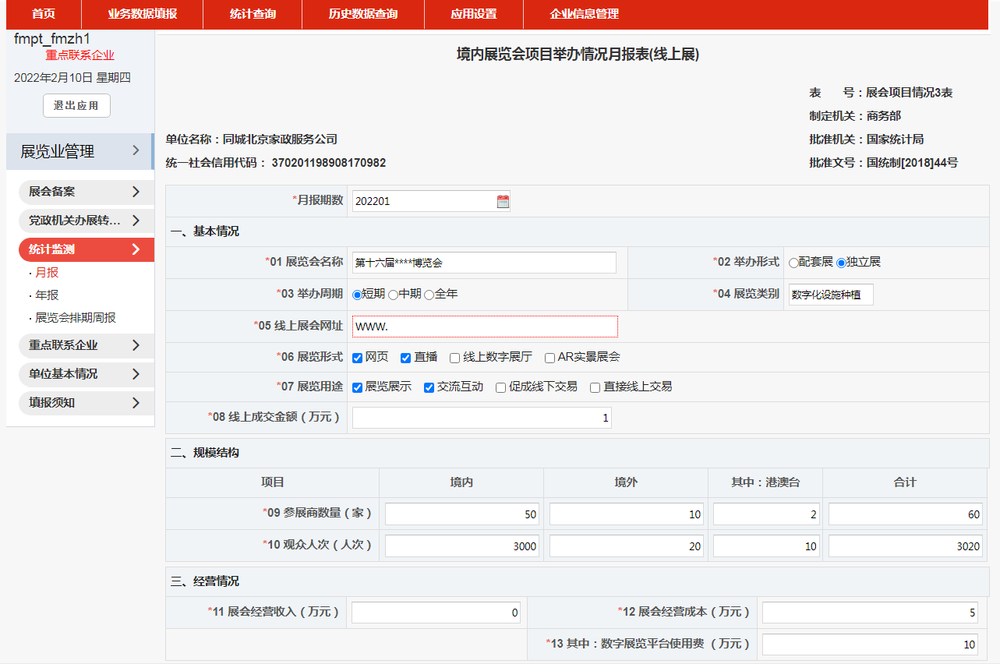 首页 业务数据填报 统计查询 历史数据查询 应用设置 企业信息管理
fmpt_fmzh1
重点联系企业
2022年2月10日 星期四
退出应用
展览业管理
展会备案
党政机关办展转...
统计监测
· 月报
· 年报
· 展览会排期周报
重点联系企业
单位基本情况
填报须知
境内展览会项目举办情况月报表(线上展)
表 号：展会项目情况3表
制定机关：商务部
单位名称：同城北京家政服务公司 批准机关：国家统计局
统一社会信用代码： 370201198908170982 批准文号：国统制[2018]44号
*月报期数 202201
一、基本情况
*01 展览会名称 第十六届****博览会 *02 举办形式 配套展 独立展
*03 举办周期 短期 中期 全年 *04 展览类别 数字化设施种植
*05 线上展会网址 WWW.
*06 展览形式 网页 直播 线上数字展厅 AR实景展会
*07 展览用途 展览展示 交流互动 促成线下交易 直接线上交易
*08 线上成交金额（万元） 1
二、规模结构
项目 境内 境外 其中：港澳台 合计
*09 参展商数量（家） 50 10 2 60
*10 观众人次（人次） 3000 20 10 3020
三、经营情况
*11 展会经营收入（万元） 0 *12 展会经营成本（万元） 5
*13 其中：数字展览平台使用费 （万元） 10